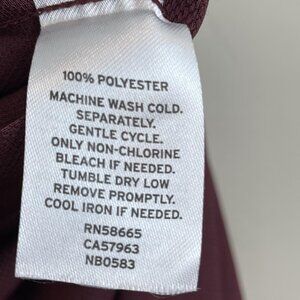 100% POLYESTER
MACHINE WASH COLD.
SEPARATELY.
GENTLE CYCLE.
ONLY NON-CHLORINE
BLEACH IF NEEDED.
TUMBLE DRY LOW
REMOVE PROMPTLY.
COOL IRON IF NEEDED.
RN58665
CA57963
NB0583